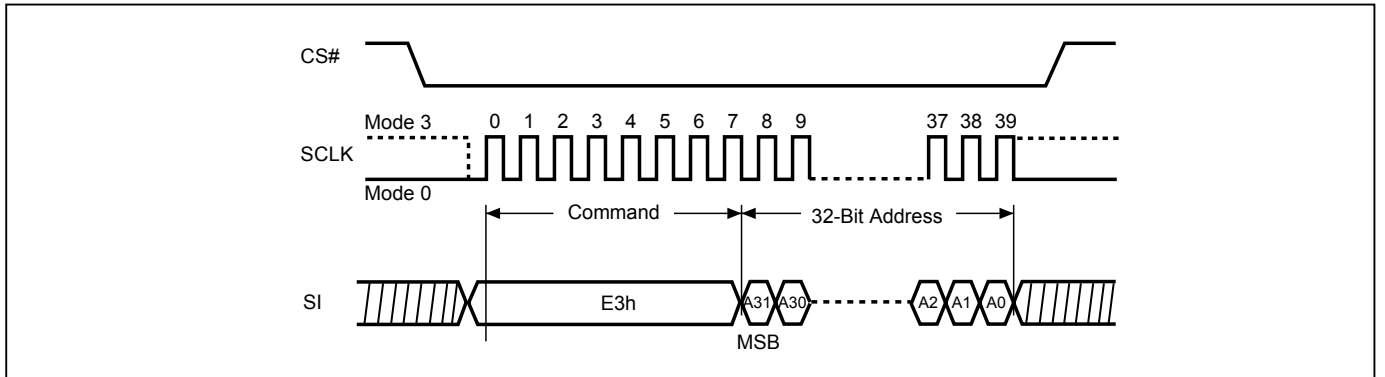 CS#
Mode 3
0 1 2 3 4 5 6 7 8 9 37 38 39
SCLK
Mode 0
Command
32-Bit Address
SI
E3h
A31 A30 A2 A1 A0
MSB